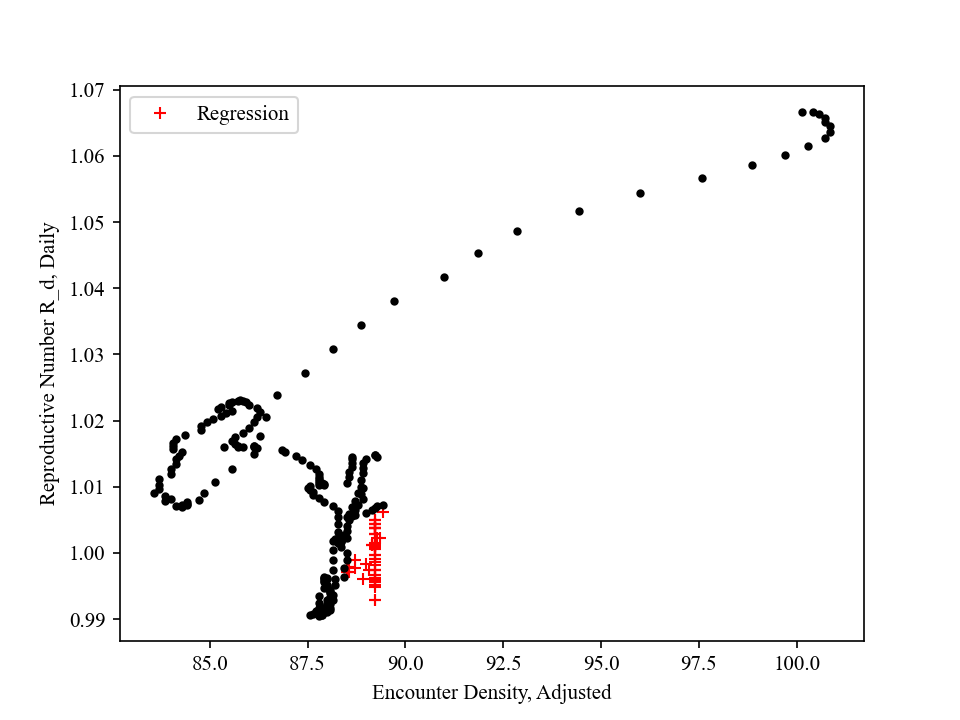 Regression
1.07
1.06
1.05
1.04
1.03
1.02
1.01
1.00
0.99
Reproductive Number R_d, Daily
85.0 87.5 90.0 92.5 95.0 97.5 100.0
Encounter Density, Adjusted